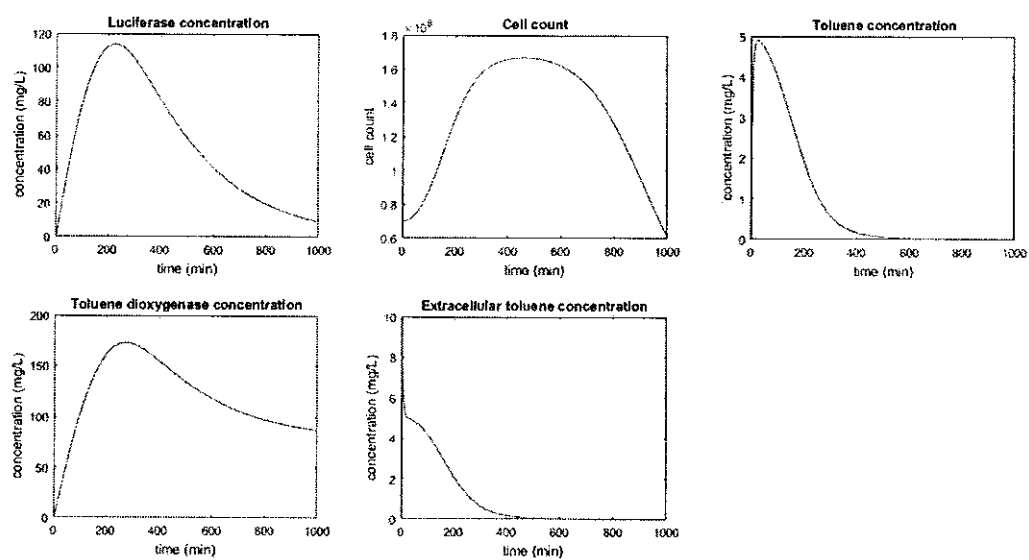 Luciferase concentration
120
100
80
60
40
20
0
concentration (mg/L)
0 200 400 600 800 1000
time (min)
Cell count
1.8
1.6
1.4
1.2
1
0.8
0.6
cell count
0 200 400 600 800 1000
time (min)
Toluene concentration
5
4
3
2
1
0
concentration (mg/L)
0 200 400 600 800 1000
time (min)
Toluene dioxygenase concentration
200
150
100
50
0
concentration (mg/L)
0 200 400 600 800 1000
time (min)
Extracellular toluene concentration
10
8
6
4
2
0
concentration (mg/L)
0 200 400 600 800 1000
time (min)